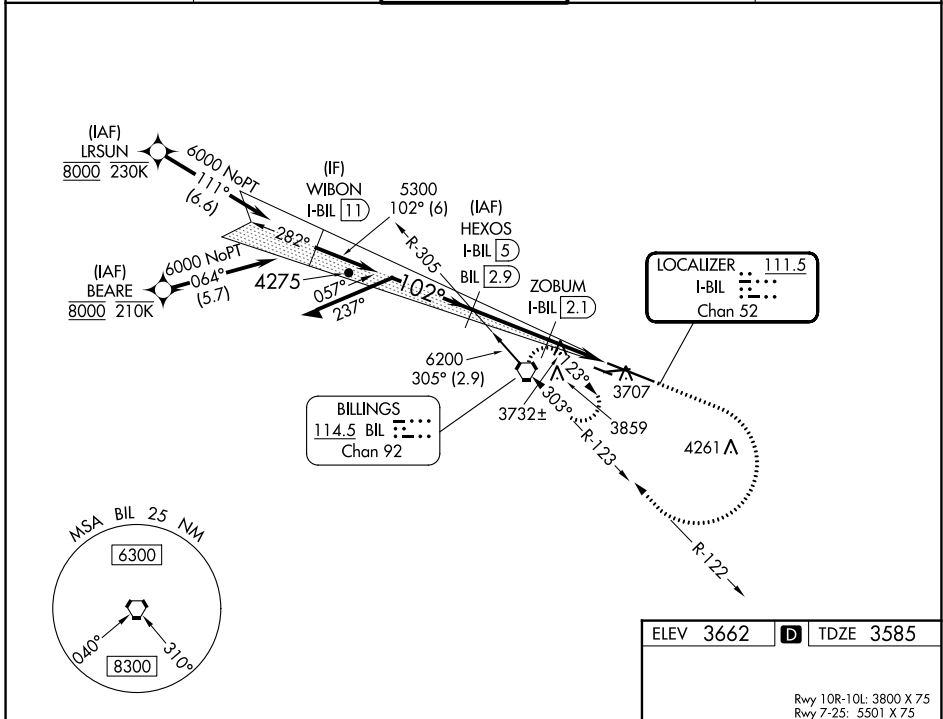 (IAF)
LRSUN
8000 230K
6000 NoPT
111°
(6.6)
(IF)
WIBON
I-BIL 11
5300
102° (6)
(IAF)
HEXOS
I-BIL 5
BIL 2.9
R-305
282°
(IAF)
BEARE
8000 210K
6000 NoPT
064°
(5.7)
4275
057°
237°
102°
ZOBUM
I-BIL 2.1
LOCALIZER 111.5
I-BIL
Chan 52
6200
305° (2.9)
123°
303°
3732±
3707
3859
4261
R-123
R-122
BILLINGS
114.5 BIL
Chan 92
MSA BIL 25 NM
6300
040°
310°
8300
ELEV 3662 D TDZE 3585
Rwy 10R-10L: 3800 X 75
Rwy 7-25: 5501 X 75